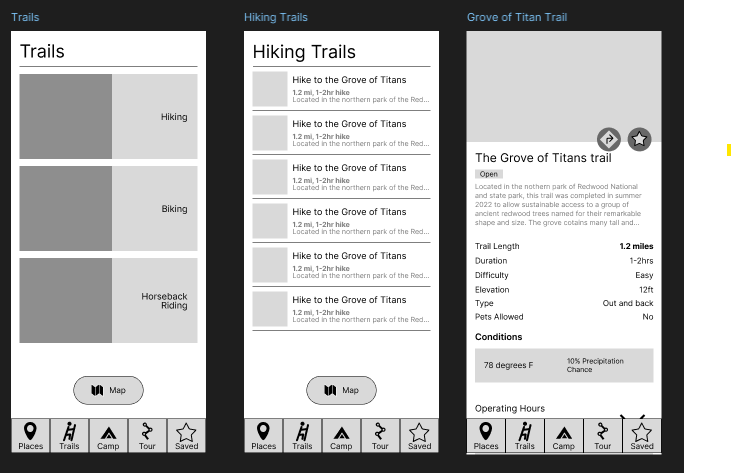 Trails
Trails
Hiking
Biking
Horseback
Riding
Map
Places
Trails
Camp
Tour
Saved
Hiking Trails
Hiking Trails
Hike to the Grove of Titans
1.2 mi, 1-2hr hike
Located in the northern park of the Red...
Hike to the Grove of Titans
1.2 mi, 1-2hr hike
Located in the northern park of the Red...
Hike to the Grove of Titans
1.2 mi, 1-2hr hike
Located in the northern park of the Red...
Hike to the Grove of Titans
1.2 mi, 1-2hr hike
Located in the northern park of the Red...
Hike to the Grove of Titans
1.2 mi, 1-2hr hike
Located in the northern park of the Red...
Hike to the Grove of Titans
1.2 mi, 1-2hr hike
Located in the northern park of the Red...
Map
Places
Trails
Camp
Tour
Saved
Grove of Titan Trail
The Grove of Titans trail
Open
Located in the nothern park of Redwood National
and state park, this trail was completed in summer
2022 to allow sustainable access to a group of
ancient redwood trees named for their remarkable
shape and size. The grove cotains many tall and...
Trail Length 1.2 miles
Duration 1-2hrs
Difficulty Easy
Elevation 12ft
Type Out and back
Pets Allowed No
Conditions
78 degrees F
10% Precipitation
Chance
Operating Hours
Places
Trails
Camp
Tour
Saved